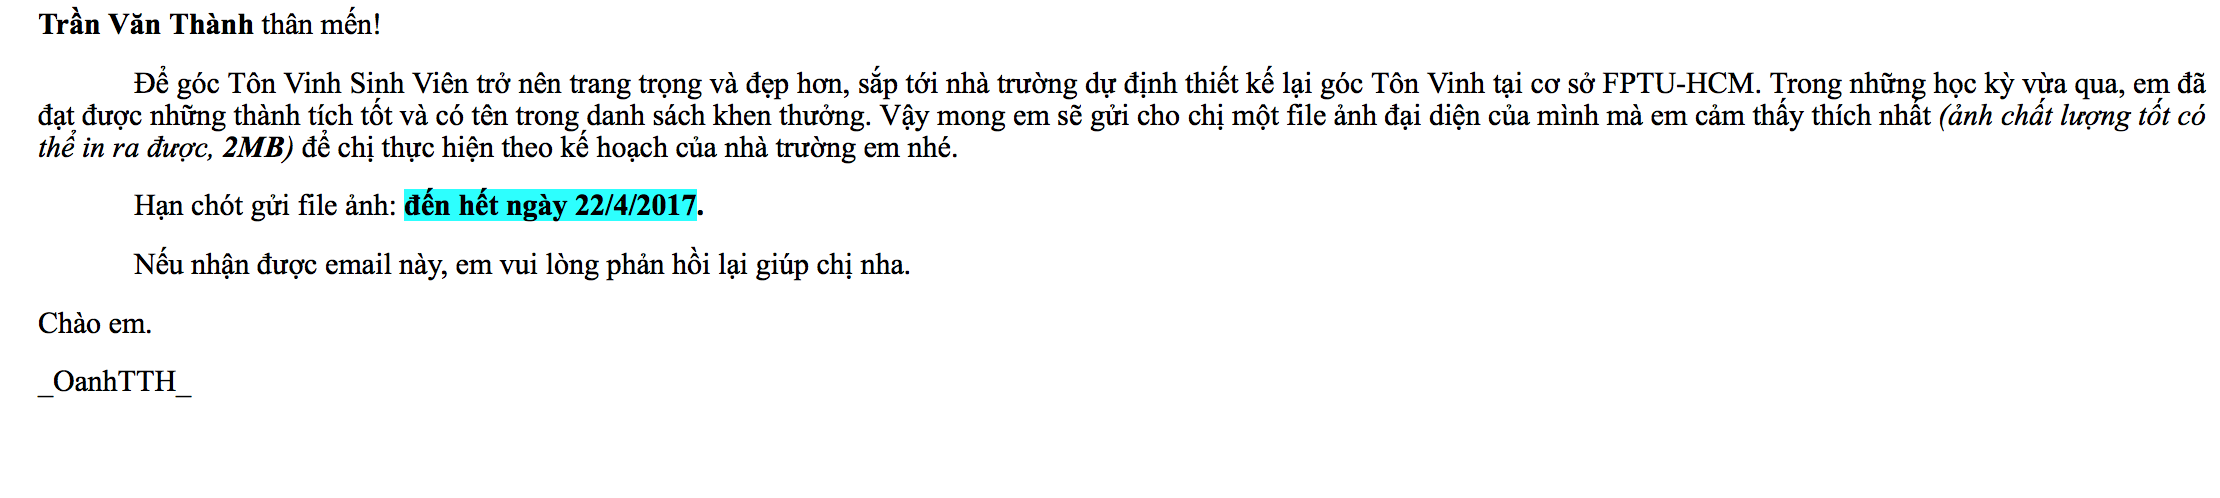 Trần Văn Thành thân mến!
Để góc Tôn Vinh Sinh Viên trở nên trang trọng và đẹp hơn, sắp tới nhà trường dự định thiết kế lại góc Tôn Vinh tại cơ sở FPTU-HCM. Trong những học kỳ vừa qua, em đã
đạt được những thành tích tốt và có tên trong danh sách khen thưởng. Vậy mong em sẽ gửi cho chị một file ảnh đại diện của mình mà em cảm thấy thích nhất (ảnh chất lượng tốt có
thể in ra được, 2MB) để chị thực hiện theo kế hoạch của nhà trường em nhé.
Hạn chót gửi file ảnh: đến hết ngày 22/4/2017.
Nếu nhận được email này, em vui lòng phản hồi lại giúp chị nha.
Chào em.
_OanhTTH_